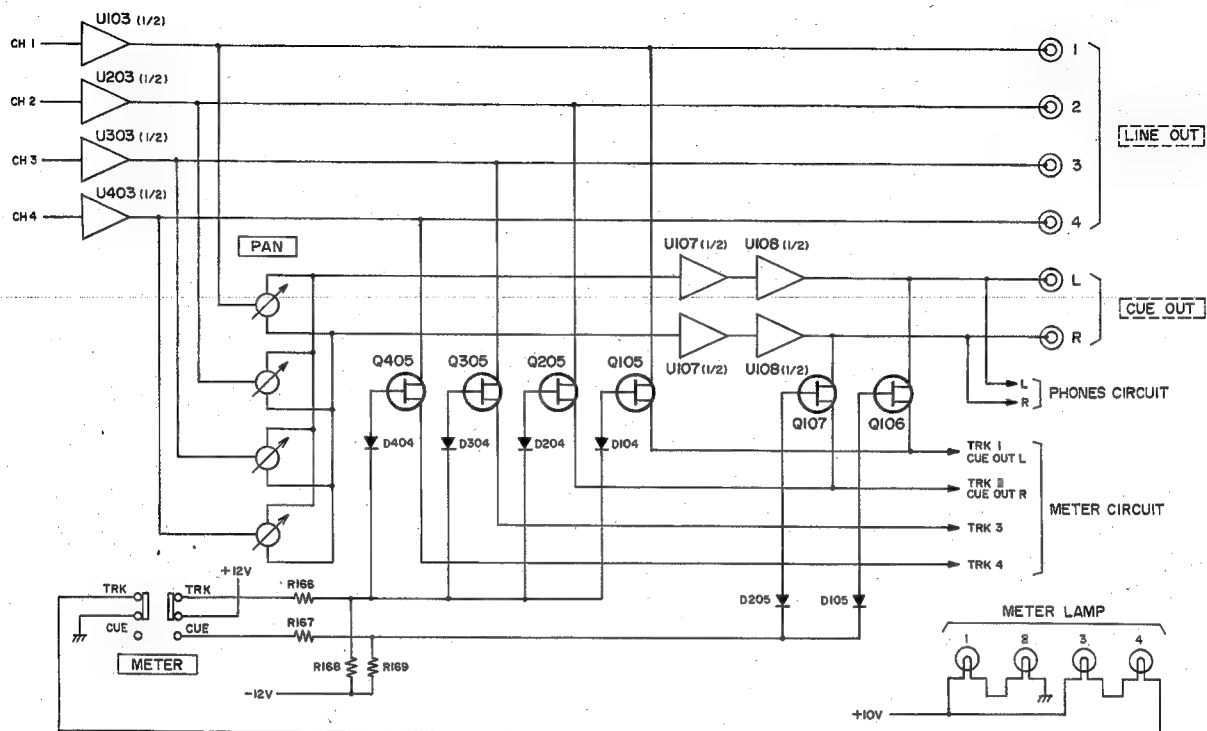 U103 (1/2)
CH 1
1
U203 (1/2)
CH 2
2
U303 (1/2)
LINE OUT
CH 3
3
U403 (1/2)
CH 4
4
PAN
U107 (1/2)
U108 (1/2)
L
CUE OUT
R
U107 (1/2)
U108 (1/2)
Q405
Q305
Q205
Q105
L
R
PHONES CIRCUIT
Q107
Q106
D404
D304
D204
D104
TRK 1
CUE OUT L
TRK II
CUE OUT R
METER CIRCUIT
TRK 3
TRK 4
+12V
TRK
TRK
R166
D205
D105
METER LAMP
CUE
CUE
R167
1
2
3
4
METER
R168
R169
-12V
+10V